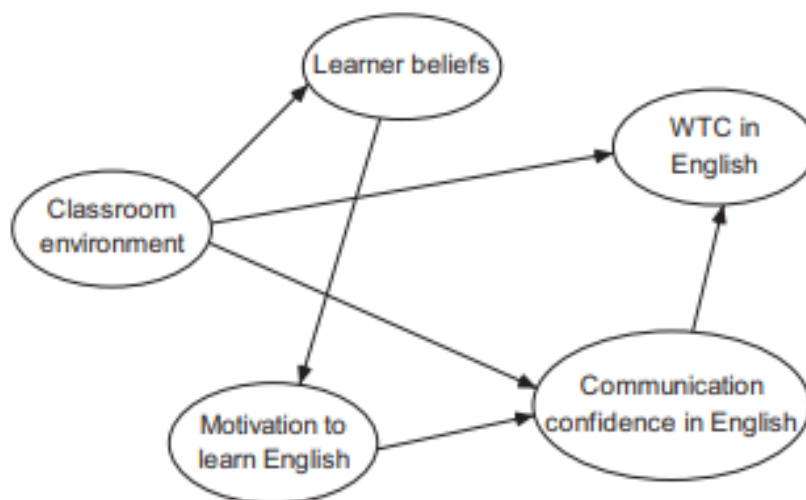 Learner beliefs
WTC in
English
Classroom
environment
Communication
confidence in English
Motivation to
learn English